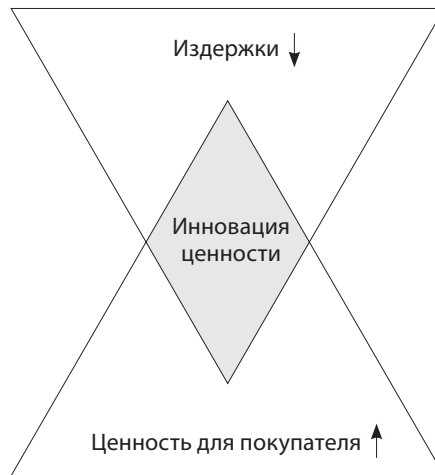 Издержки
Инновация
ценности
Ценность для покупателя